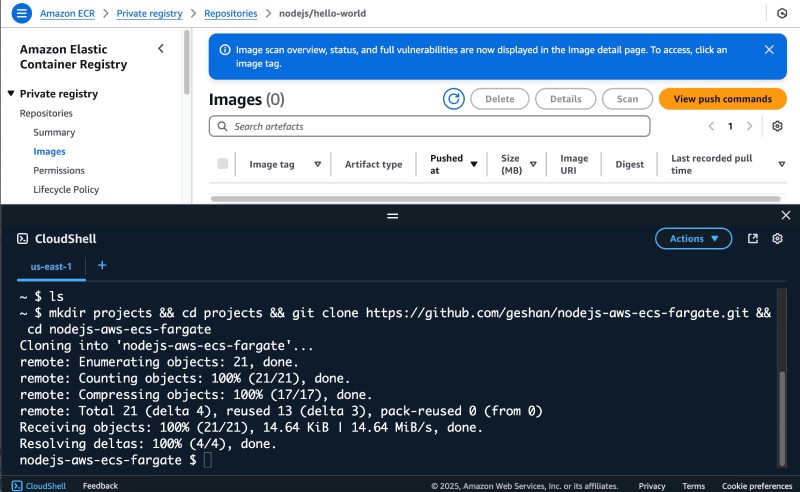 Amazon ECR > Private registry > Repositories > nodejs/hello-world
Amazon Elastic
Container Registry
Private registry
Repositories
Summary
Images
Permissions
Lifecycle Policy
Image scan overview, status, and full vulnerabilities are now displayed in the Image detail page. To access, click an
image tag.
Images (0)
Delete
Details
Scan
View push commands
Search artefacts
1
Image tag
Artifact type
Pushed
at
Size
(MB)
Image
URI
Digest
Last recorded pull
time
CloudShell
Actions
us-east-1
+
~ $ ls
~ $ mkdir projects && cd projects && git clone https://github.com/geshan/nodejs-aws-ecs-fargate.git &&
cd nodejs-aws-ecs-fargate
Cloning into 'nodejs-aws-ecs-fargate'...
remote: Enumerating objects: 21, done.
remote: Counting objects: 100% (21/21), done.
remote: Compressing objects: 100% (17/17), done.
remote: Total 21 (delta 4), reused 13 (delta 3), pack-reused 0 (from 0)
Receiving objects: 100% (21/21), 14.64 KiB | 14.64 MiB/s, done.
Resolving deltas: 100% (4/4), done.
nodejs-aws-ecs-fargate $
CloudShell Feedback © 2025, Amazon Web Services, Inc. or its affiliates. Privacy Terms Cookie preferences